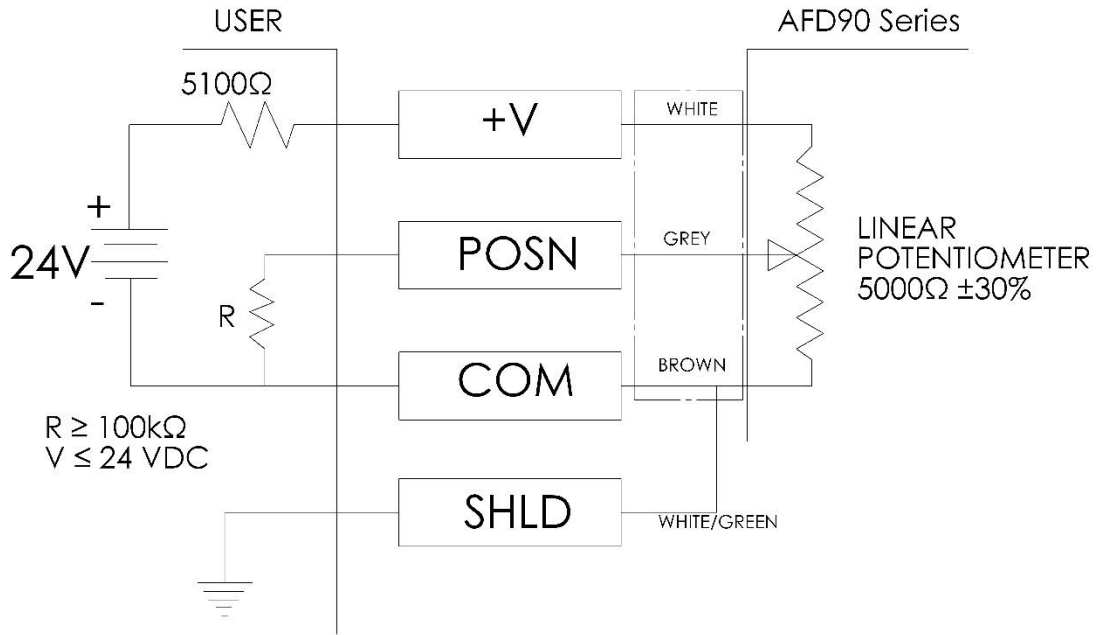 USER
AFD90 Series
5100Ω
+V
WHITE
+
24V
-
POSN
GREY
LINEAR
POTENTIOMETER
5000Ω ±30%
R
COM
BROWN
R ≥ 100kΩ
V ≤ 24 VDC
SHLD
WHITE/GREEN